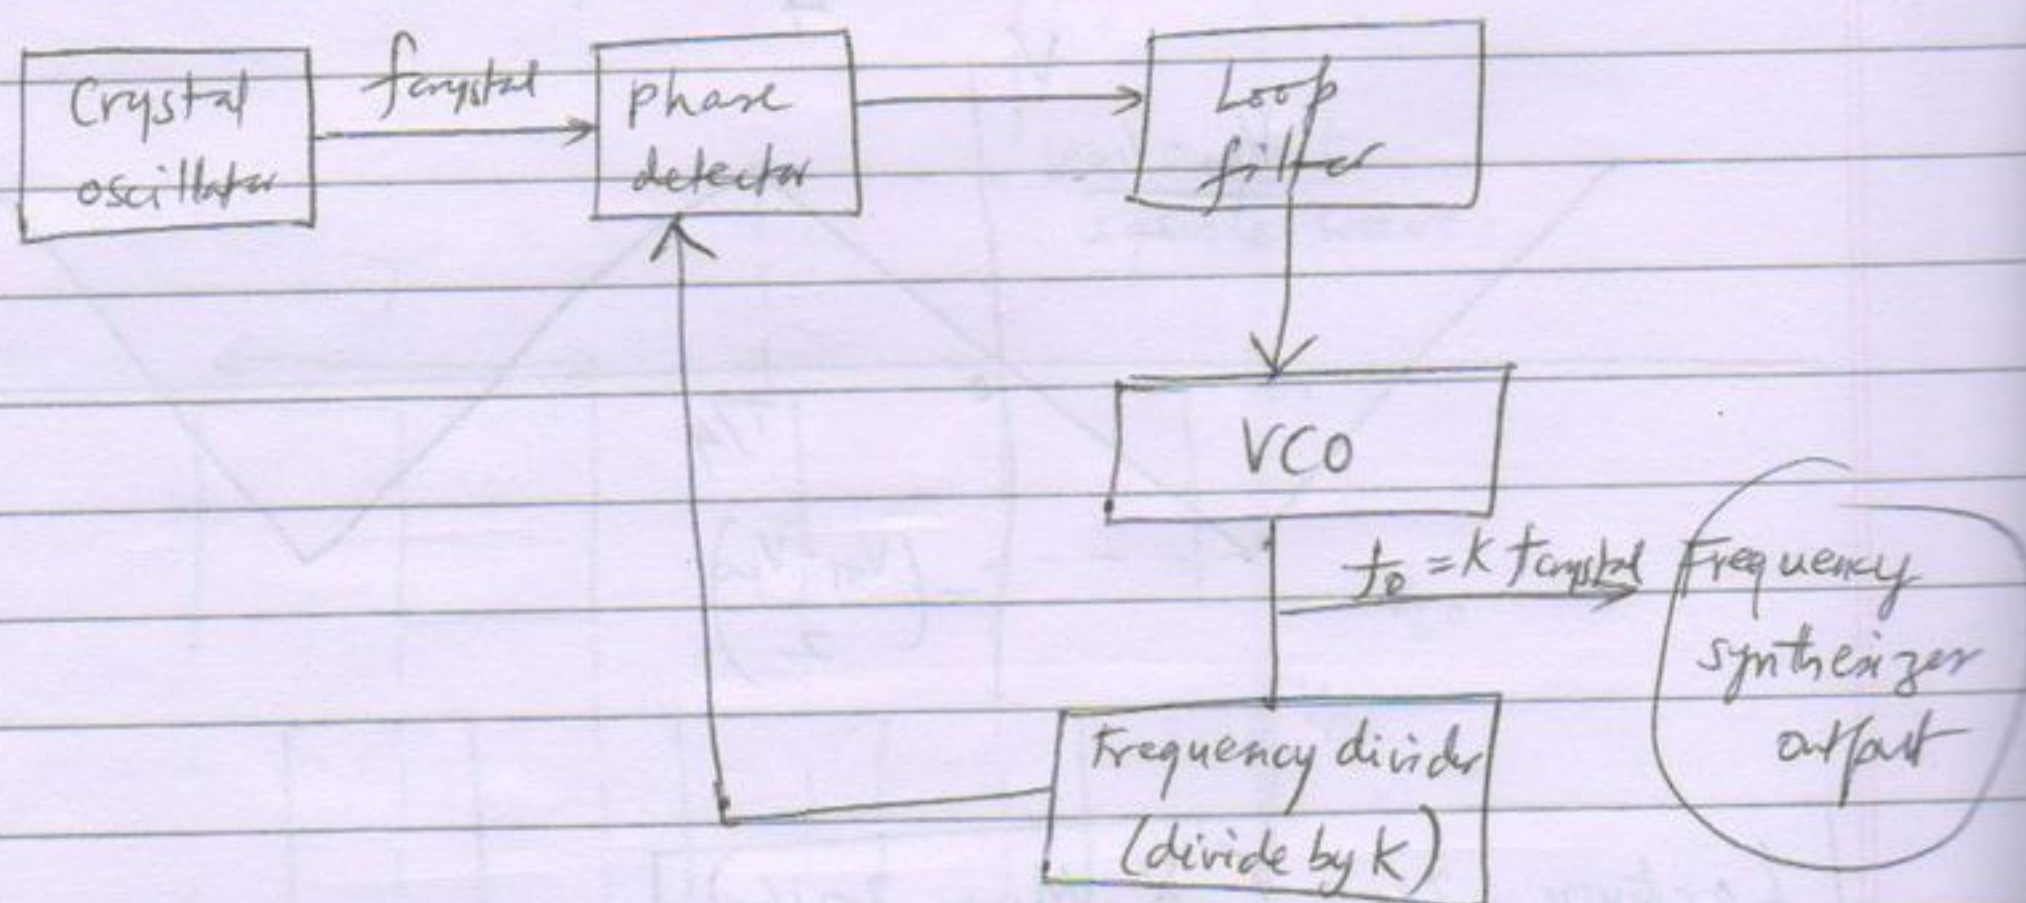 Crystal
oscillator
fcrystal
phase
detector
Loop
filter
VCO
fo = K fcrystal
Frequency
synthesizer
output
Frequency divider
(divide by K)